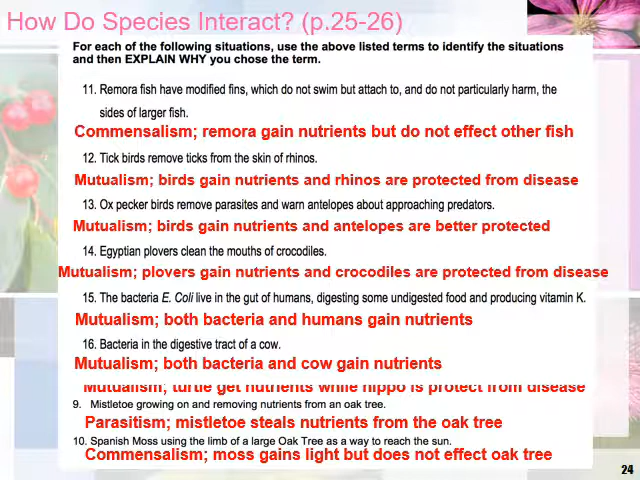 How Do Species Interact? (p.25-26)
For each of the following situations, use the above listed terms to identify the situations
and then EXPLAIN WHY you chose the term.
11. Remora fish have modified fins, which do not swim but attach to, and do not particularly harm, the
sides of larger fish.
Commensalism; remora gain nutrients but do not effect other fish
12. Tick birds remove ticks from the skin of rhinos.
Mutualism; birds gain nutrients and rhinos are protected from disease
13. Ox pecker birds remove parasites and warn antelopes about approaching predators.
Mutualism; birds gain nutrients and antelopes are better protected
14. Egyptian plovers clean the mouths of crocodiles.
Mutualism; plovers gain nutrients and crocodiles are protected from disease
15. The bacteria E. Coli live in the gut of humans, digesting some undigested food and producing vitamin K.
Mutualism; both bacteria and humans gain nutrients
16. Bacteria in the digestive tract of a cow.
Mutualism; both bacteria and cow gain nutrients
Mutualism; turtle get nutrients while hippo is protect from disease
9. Mistletoe growing on and removing nutrients from an oak tree.
Parasitism; mistletoe steals nutrients from the oak tree
10. Spanish Moss using the limb of a large Oak Tree as a way to reach the sun.
Commensalism; moss gains light but does not effect oak tree
24